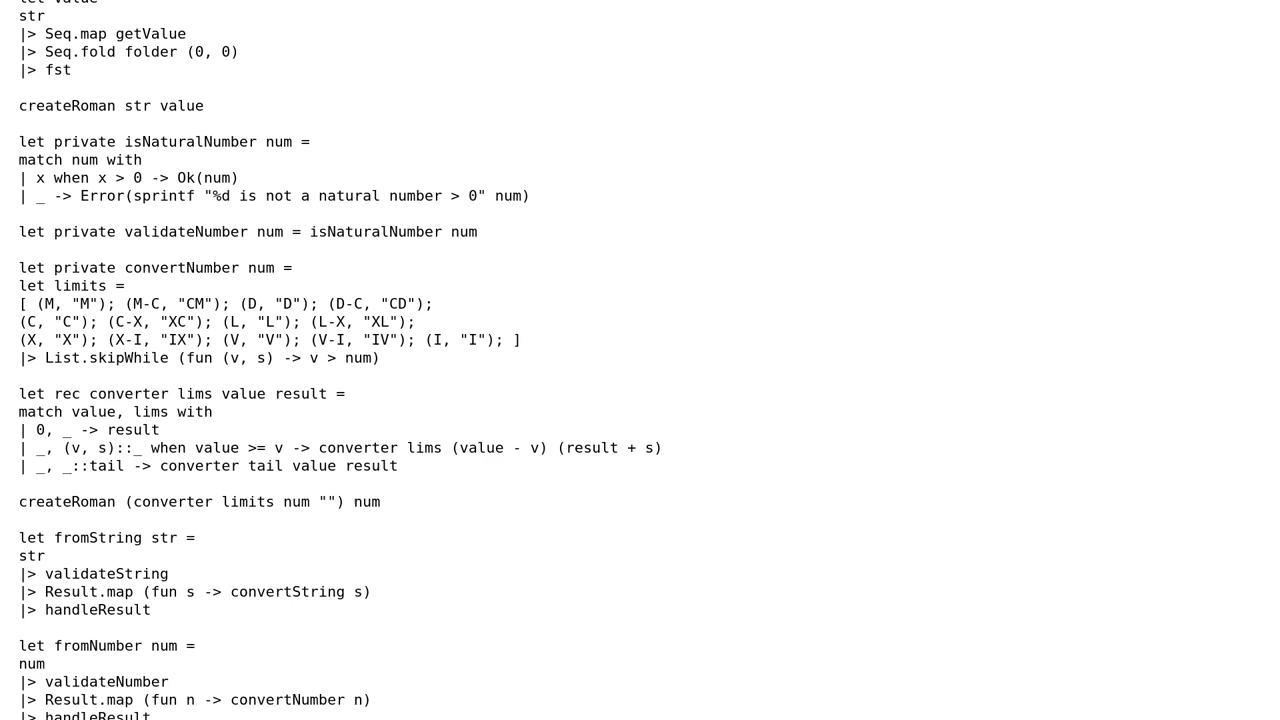 let value
str
|> Seq.map getValue
|> Seq.fold folder (0, 0)
|> fst
createRoman str value
let private isNaturalNumber num =
match num with
| x when x > 0 -> Ok(num)
| _ -> Error(sprintf "%d is not a natural number > 0" num)
let private validateNumber num = isNaturalNumber num
let private convertNumber num =
let limits =
[ (M, "M"); (M-C, "CM"); (D, "D"); (D-C, "CD");
(C, "C"); (C-X, "XC"); (L, "L"); (L-X, "XL");
(X, "X"); (X-I, "IX"); (V, "V"); (V-I, "IV"); (I, "I"); ]
|> List.skipWhile (fun (v, s) -> v > num)
let rec converter lims value result =
match value, lims with
| 0, _ -> result
| _, (v, s)::_ when value >= v -> converter lims (value - v) (result + s)
| _, _::tail -> converter tail value result
createRoman (converter limits num "") num
let fromString str =
str
|> validateString
|> Result.map (fun s -> convertString s)
|> handleResult
let fromNumber num =
num
|> validateNumber
|> Result.map (fun n -> convertNumber n)
|> handleResult